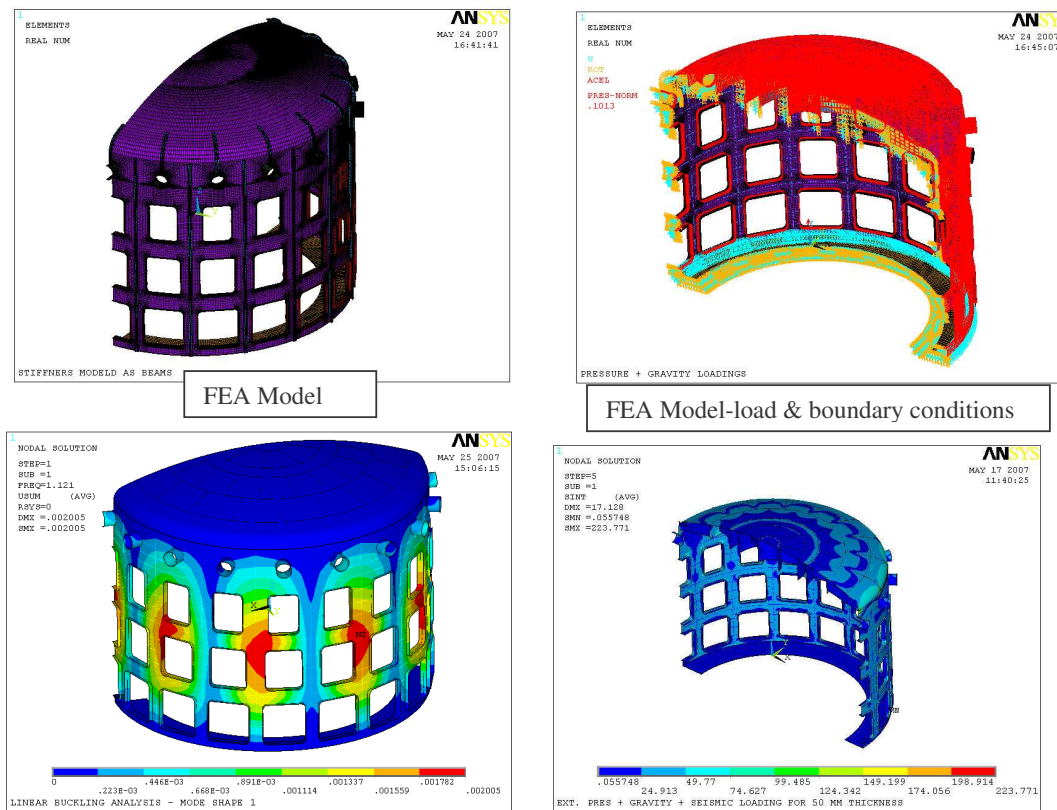 1
ELEMENTS
REAL NUM
ANSYS
MAY 24 2007
16:41:41
STIFFNERS MODELD AS BEAMS
FEA Model
1
ELEMENTS
REAL NUM
U
ROT
ACEL
PRES-NORM
.1013
ANSYS
MAY 24 2007
16:45:07
PRESSURE + GRAVITY LOADINGS
FEA Model-load & boundary conditions
1
NODAL SOLUTION
STEP=1
SUB =1
FREQ=1.121
USUM (AVG)
RSYS=0
DMX =.002005
SMX =.002005
ANSYS
MAY 25 2007
15:06:15
X
Y
MX
0 .446E-03 .891E-03 .001337 .001782
.223E-03 .668E-03 .001114 .001559 .002005
LINEAR BUCKLING ANALYSIS - MODE SHAPE 1
1
NODAL SOLUTION
STEP=5
SUB =1
SINT (AVG)
DMX =17.128
SMN =.055748
SMX =223.771
ANSYS
MAY 17 2007
11:40:25
X
MN
.055748 49.77 99.485 149.199 198.914
24.913 74.627 124.342 174.056 223.771
EXT. PRES + GRAVITY + SEISMIC LOADING FOR 50 MM THICKNESS